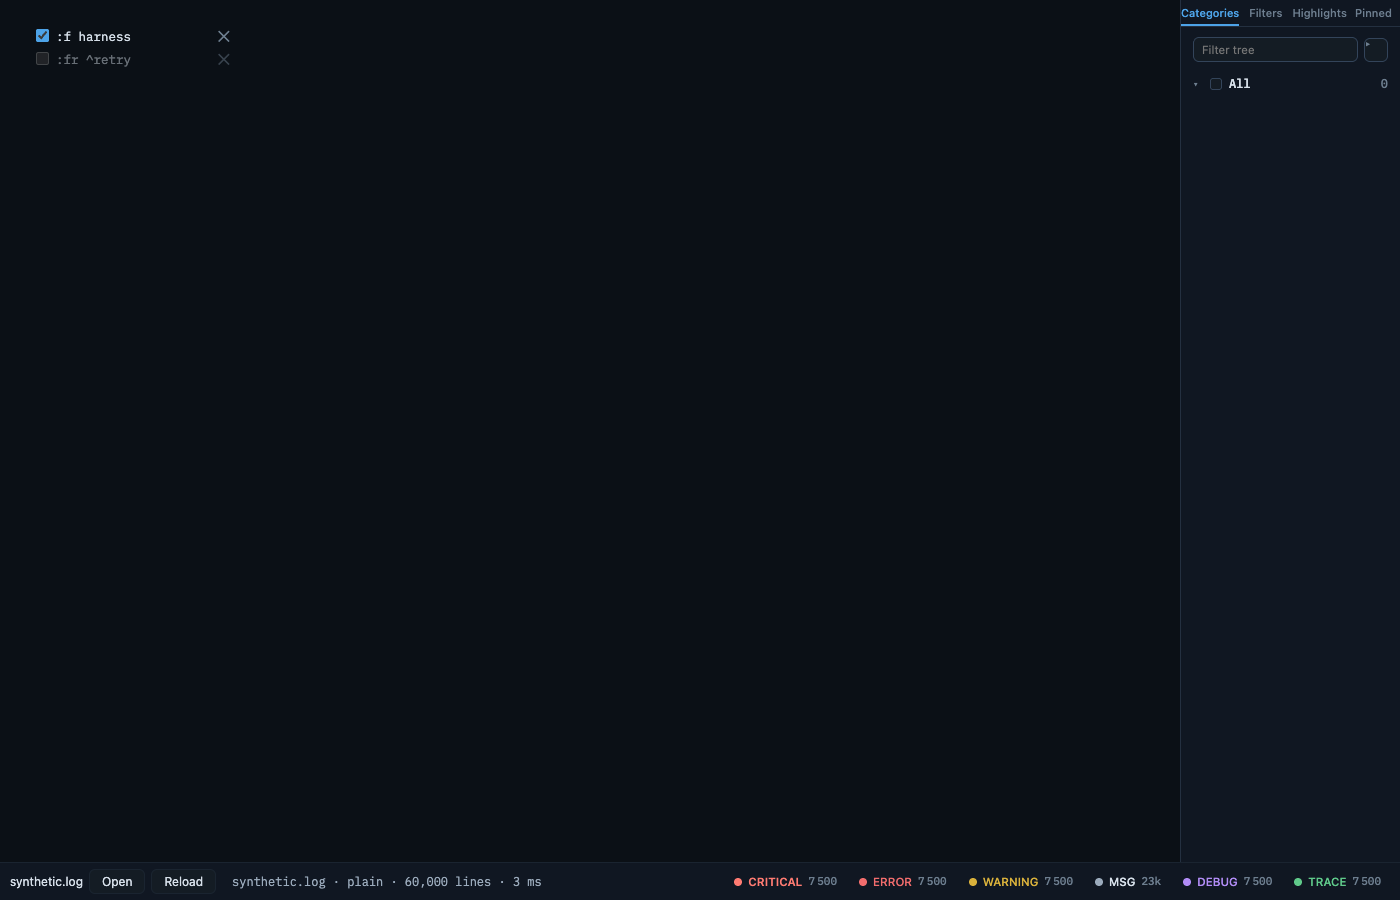 :f harness
:fr ^retry
Categories Filters Highlights Pinned
Filter tree
All 0
synthetic.log Open Reload synthetic.log · plain · 60,000 lines · 3 ms CRITICAL 7 500 ERROR 7 500 WARNING 7 500 MSG 23k DEBUG 7 500 TRACE 7 500